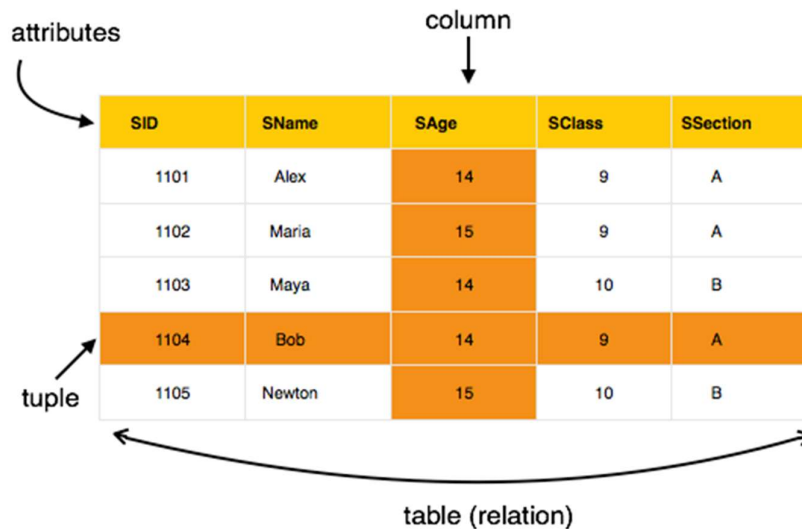 column
attributes
SID SName SAge SClass SSection
1101 Alex 14 9 A
1102 Maria 15 9 A
1103 Maya 14 10 B
1104 Bob 14 9 A
tuple
1105 Newton 15 10 B
table (relation)